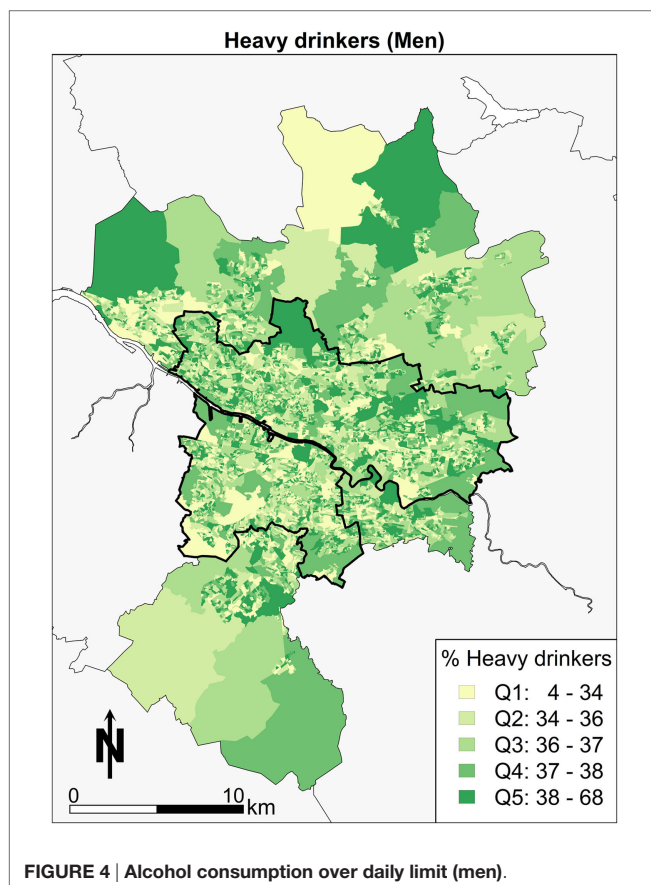 Heavy drinkers (Men)
% Heavy drinkers
Q1: 4 - 34
Q2: 34 - 36
Q3: 36 - 37
Q4: 37 - 38
Q5: 38 - 68
N
0 10
km
FIGURE 4 | Alcohol consumption over daily limit (men).